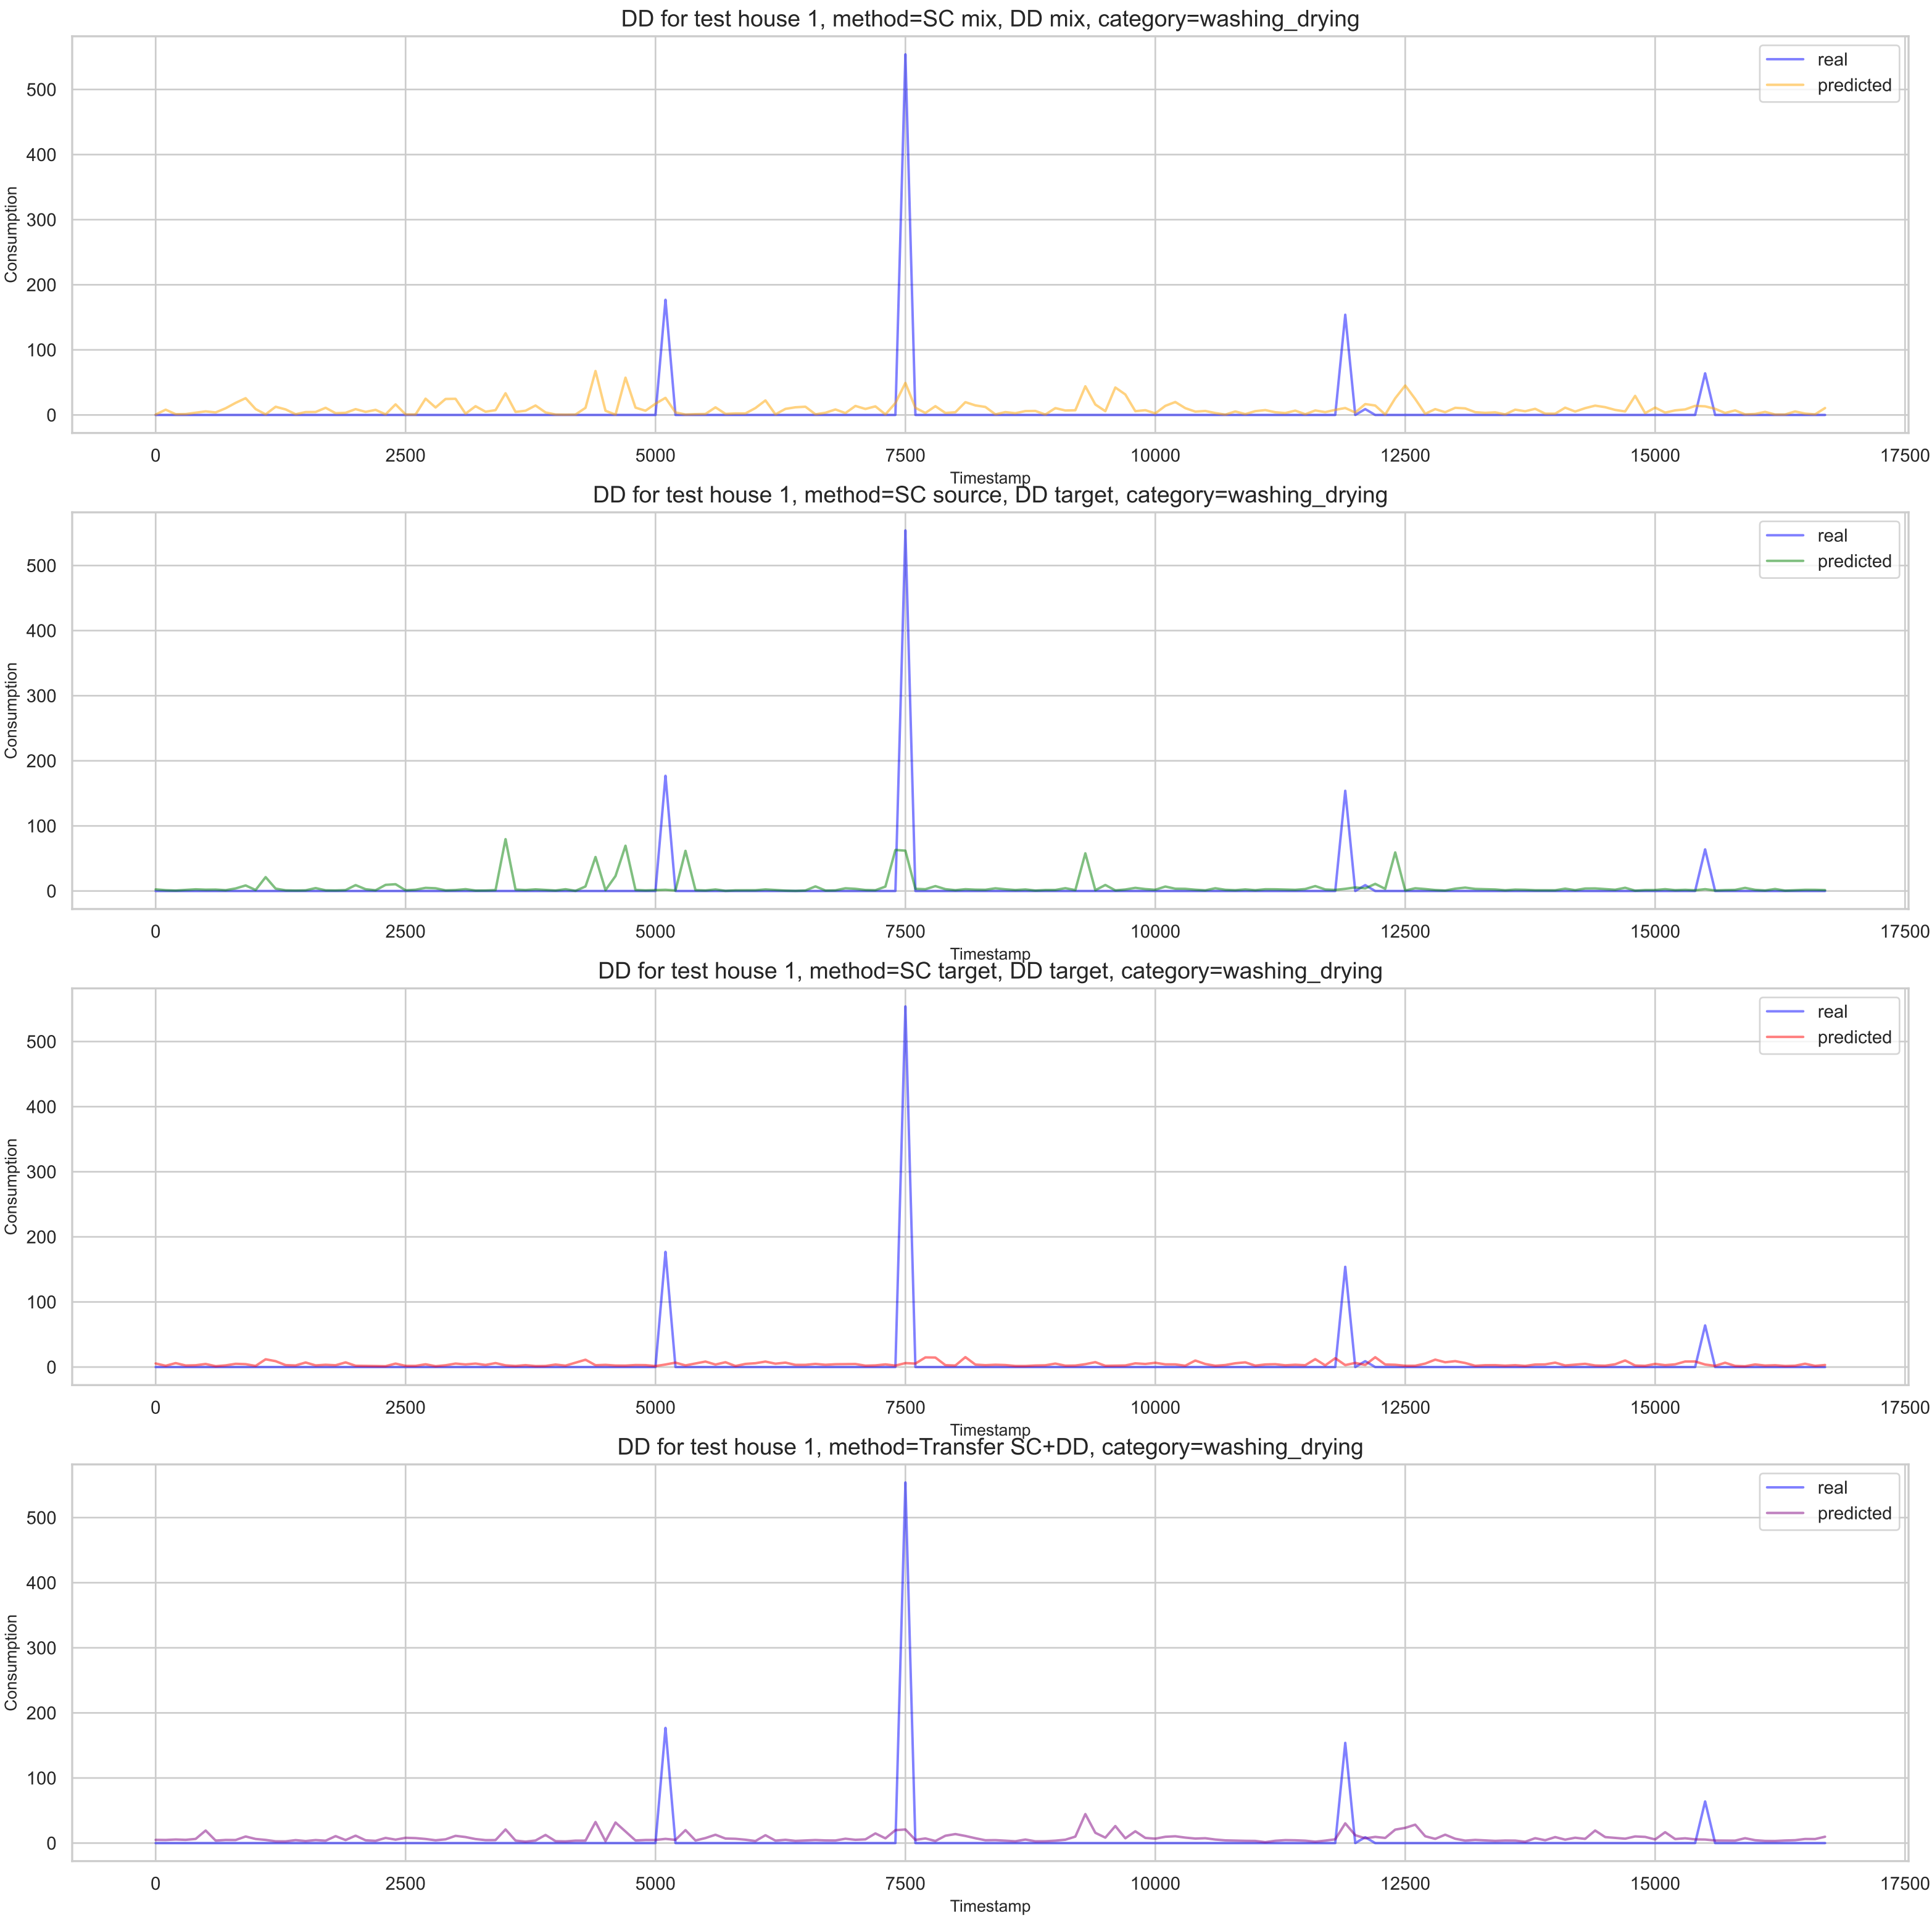 DD for test house 1, method=SC mix, DD mix, category=washing_drying
real
predicted
500
400
300
200
100
0
Consumption
0 2500 5000 7500 10000 12500 15000 17500
Timestamp
DD for test house 1, method=SC source, DD target, category=washing_drying
real
predicted
500
400
300
200
100
0
Consumption
0 2500 5000 7500 10000 12500 15000 17500
Timestamp
DD for test house 1, method=SC target, DD target, category=washing_drying
real
predicted
500
400
300
200
100
0
Consumption
0 2500 5000 7500 10000 12500 15000 17500
Timestamp
DD for test house 1, method=Transfer SC+DD, category=washing_drying
real
predicted
500
400
300
200
100
0
Consumption
0 2500 5000 7500 10000 12500 15000 17500
Timestamp